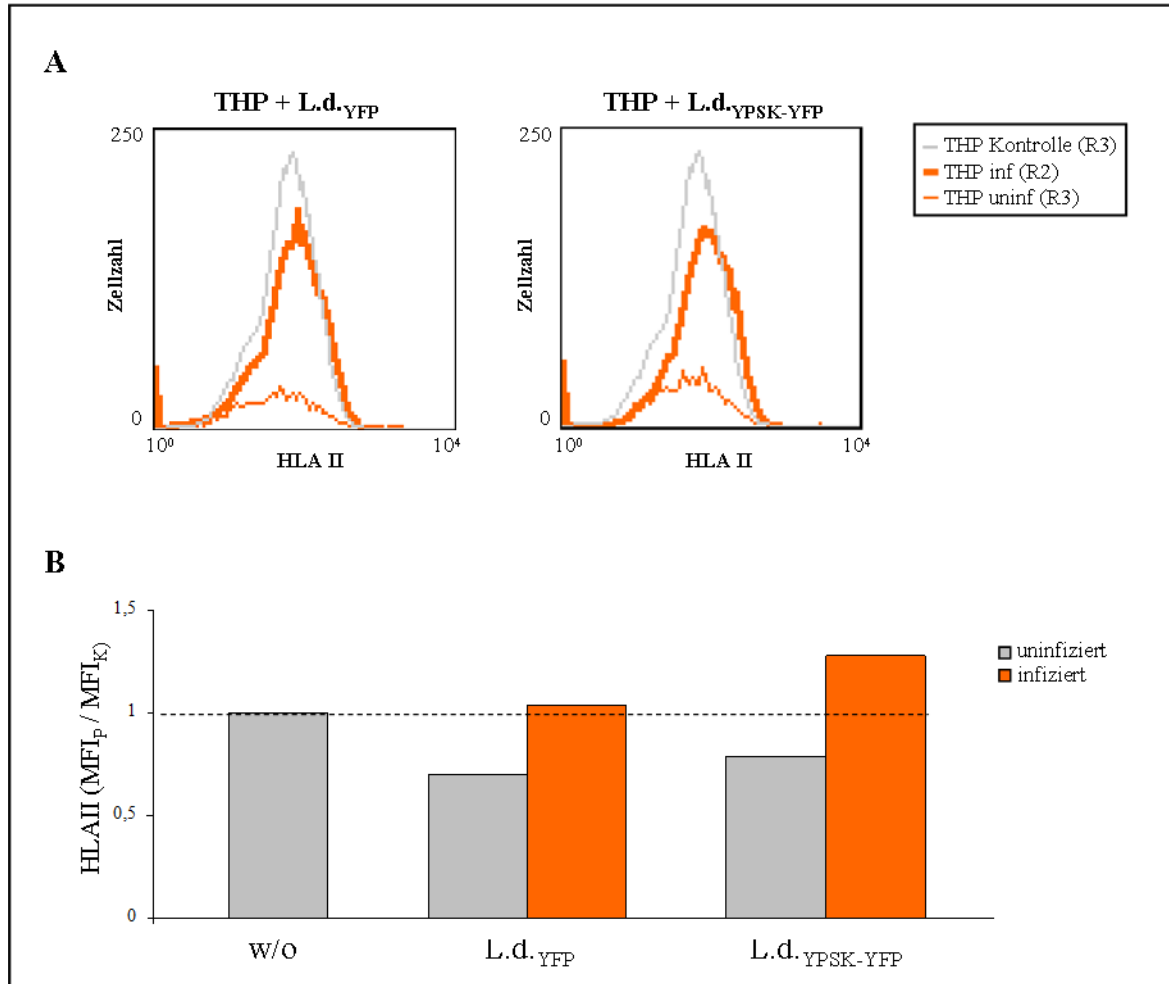 A
THP + L.d.YFP
THP + L.d.YPSK-YFP
250
Zellzahl
0
10⁰
10⁴
HLA II
250
Zellzahl
0
10⁰
10⁴
HLA II
THP Kontrolle (R3)
THP inf (R2)
THP uninf (R3)
B
HLAII (MFIP / MFIK)
1,5
1
0,5
0
w/o
L.d.YFP
L.d.YPSK-YFP
uninfiziert
infiziert